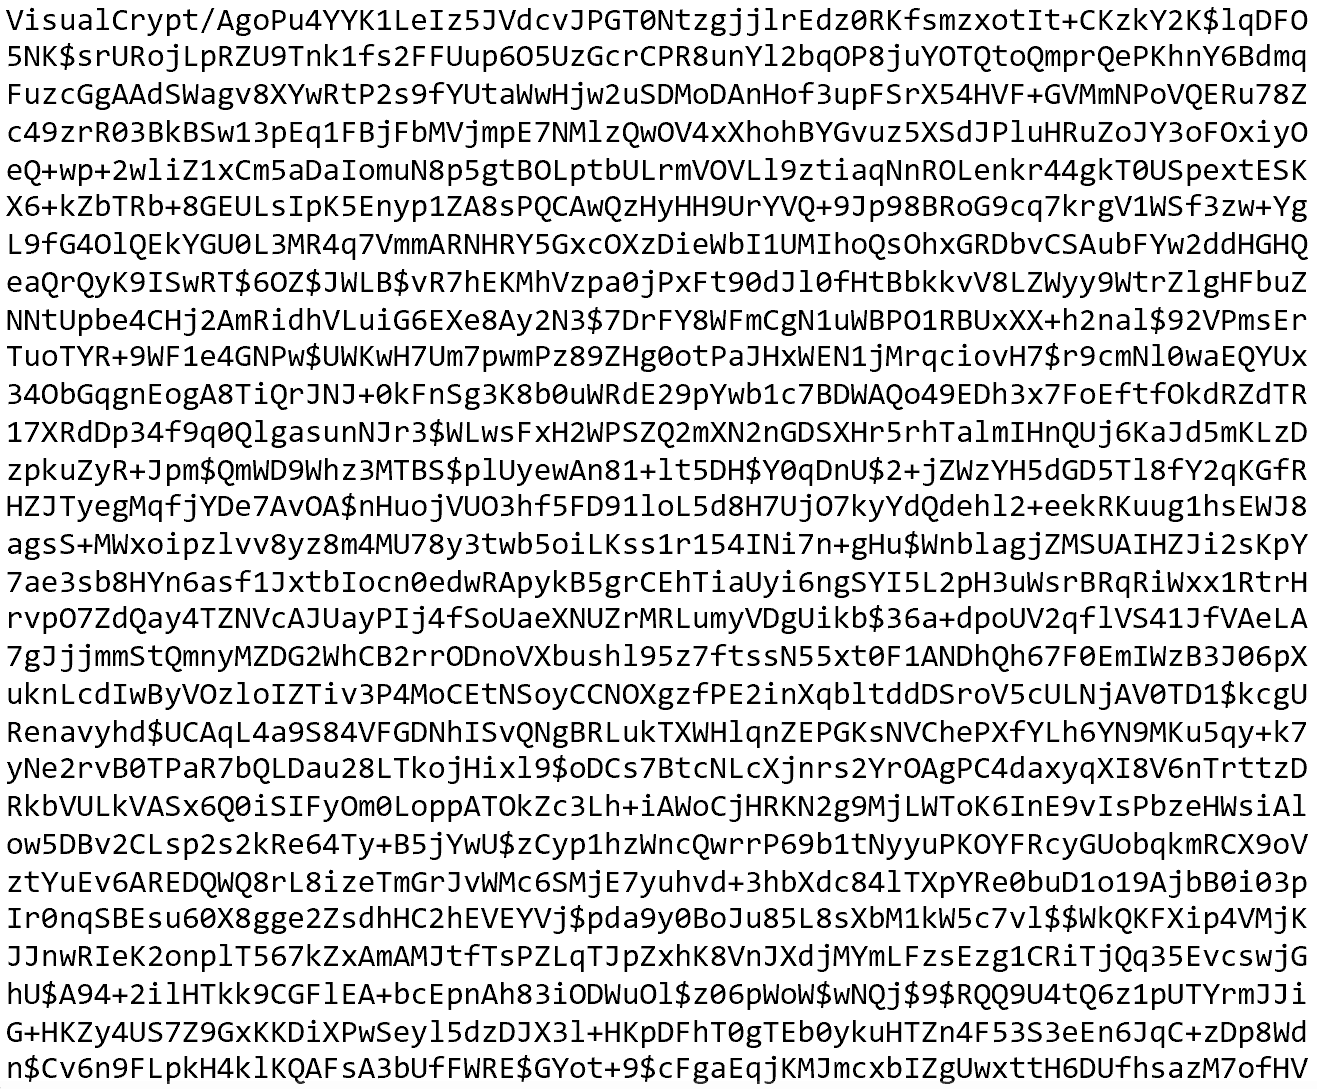 VisualCrypt/AgoPu4YYK1LeIz5JVdcvJPGT0NtzgjjlrEdz0RKfsmzxotIt+CKzkY2K$lqDFO
5NK$srURojLpRZU9Tnk1fs2FFUup6O5UzGcrCPR8unYl2bqOP8juYOTQtoQmprQePKhnY6Bdmq
FuzcGgAAdSWagv8XYwRtP2s9fYUtaWwHjw2uSDMoDAnHof3upFSrX54HVF+GVMmNPoVQERu78Z
c49zrR03BkBSw13pEq1FBjFbMVjmpE7NMlzQwOV4xXhohBYGvuz5XSdJPluHRuZoJY3oFOxiyO
eQ+wp+2wliZ1xCm5aDaIomuN8p5gtBOLptbULrmVOVLl9ztiaqNnROLenkr44gkT0USpextESK
X6+kZbTRb+8GEULsIpK5Enyp1ZA8sPQCAwQzHyHH9UrYVQ+9Jp98BRoG9cq7krgV1WSf3zw+Yg
L9fG4OlQEkYGU0L3MR4q7VmmARNHRY5GxcOXzDieWbI1UMIhoQsOhxGRDbvCSAubFYw2ddHGHQ
eaQrQyK9ISwRT$6OZ$JWLB$vR7hEKMhVzpa0jPxFt90dJl0fHtBbkkvV8LZWyy9WtrZlgHFbuZ
NNtUpbe4CHj2AmRidhVLuiG6EXe8Ay2N3$7DrFY8WFmCgN1uWBPO1RBUxXX+h2nal$92VPmsEr
TuoTYR+9WF1e4GNPw$UWKwH7Um7pwmPz89ZHg0otPaJHxWEN1jMrqciovH7$r9cmNl0waEQYUx
34ObGqgnEogA8TiQrJNJ+0kFnSg3K8b0uWRdE29pYwb1c7BDWAQo49EDh3x7FoEftfOkdRZdTR
17XRdDp34f9q0QlgasunNJr3$WLwsFxH2WPSZQ2mXN2nGDSXHr5rhTalmIHnQUj6KaJd5mKLzD
zpkuZyR+Jpm$QmWD9Whz3MTBS$plUyewAn81+lt5DH$Y0qDnU$2+jZWzYH5dGD5Tl8fY2qKGfR
HZJTyegMqfjYDe7AvOA$nHuojVUO3hf5FD91loL5d8H7UjO7kyYdQdehl2+eekRKuug1hsEWJ8
agsS+MWxoipzlvv8yz8m4MU78y3twb5oiLKss1r154INi7n+gHu$WnblagjZMSUAIHZJi2sKpY
7ae3sb8HYn6asf1JxtbIocn0edwRApykB5grCEhTiaUyi6ngSYI5L2pH3uWsrBRqRiWxx1RtrH
rvpO7ZdQay4TZNVcAJUayPIj4fSoUaeXNUZrMRLumyVDgUikb$36a+dpoUV2qflVS41JfVAeLA
7gJjjmmStQmnyMZDG2WhCB2rrODnoVXbushl95z7ftssN55xt0F1ANDhQh67F0EmIWzB3J06pX
uknLcdIwByVOzloIZTiv3P4MoCEtNSoyCCNOXgzfPE2inXqbltddDSroV5cULNjAV0TD1$kcgU
Renavyhd$UCAqL4a9S84VFGDNhISvQNgBRLukTXWHlqnZEPGKsNVChePXfYLh6YN9MKu5qy+k7
yNe2rvB0TPaR7bQLDau28LTkojHixl9$oDCs7BtcNLcXjnrs2YrOAgPC4daxyqXI8V6nTrttzD
RkbVULkVASx6Q0iSIFyOm0LoppATOkZc3Lh+iAWoCjHRKN2g9MjLWToK6InE9vIsPbzeHWsiAl
ow5DBv2CLsp2s2kRe64Ty+B5jYwU$zCyp1hzWncQwrrP69b1tNyyuPKOYFRcyGUobqkmRCX9oV
ztYuEv6AREDQWQ8rL8izeTmGrJvWMc6SMjE7yuhvd+3hbXdc84lTXpYRe0buD1o19AjbB0i03p
Ir0nqSBEsu60X8gge2ZsdhHC2hEVEYVj$pda9y0BoJu85L8sXbM1kW5c7vl$$WkQKFXip4VMjK
JJnwRIeK2onplT567kZxAmAMJtfTsPZLqTJpZxhK8VnJXdjMYmLFzsEzg1CRiTjQq35EvcswjG
hU$A94+2ilHTkk9CGFlEA+bcEpnAh83iODWuOl$z06pWoW$wNQj$9$RQQ9U4tQ6z1pUTYrmJJi
G+HKZy4US7Z9GxKKDiXPwSeyl5dzDJX3l+HKpDFhT0gTEb0ykuHTZn4F53S3eEn6JqC+zDp8Wd
n$Cv6n9FLpkH4klKQAFsA3bUfFWRE$GYot+9$cFgaEqjKMJmcxbIZgUwxttH6DUfhsazM7ofHV